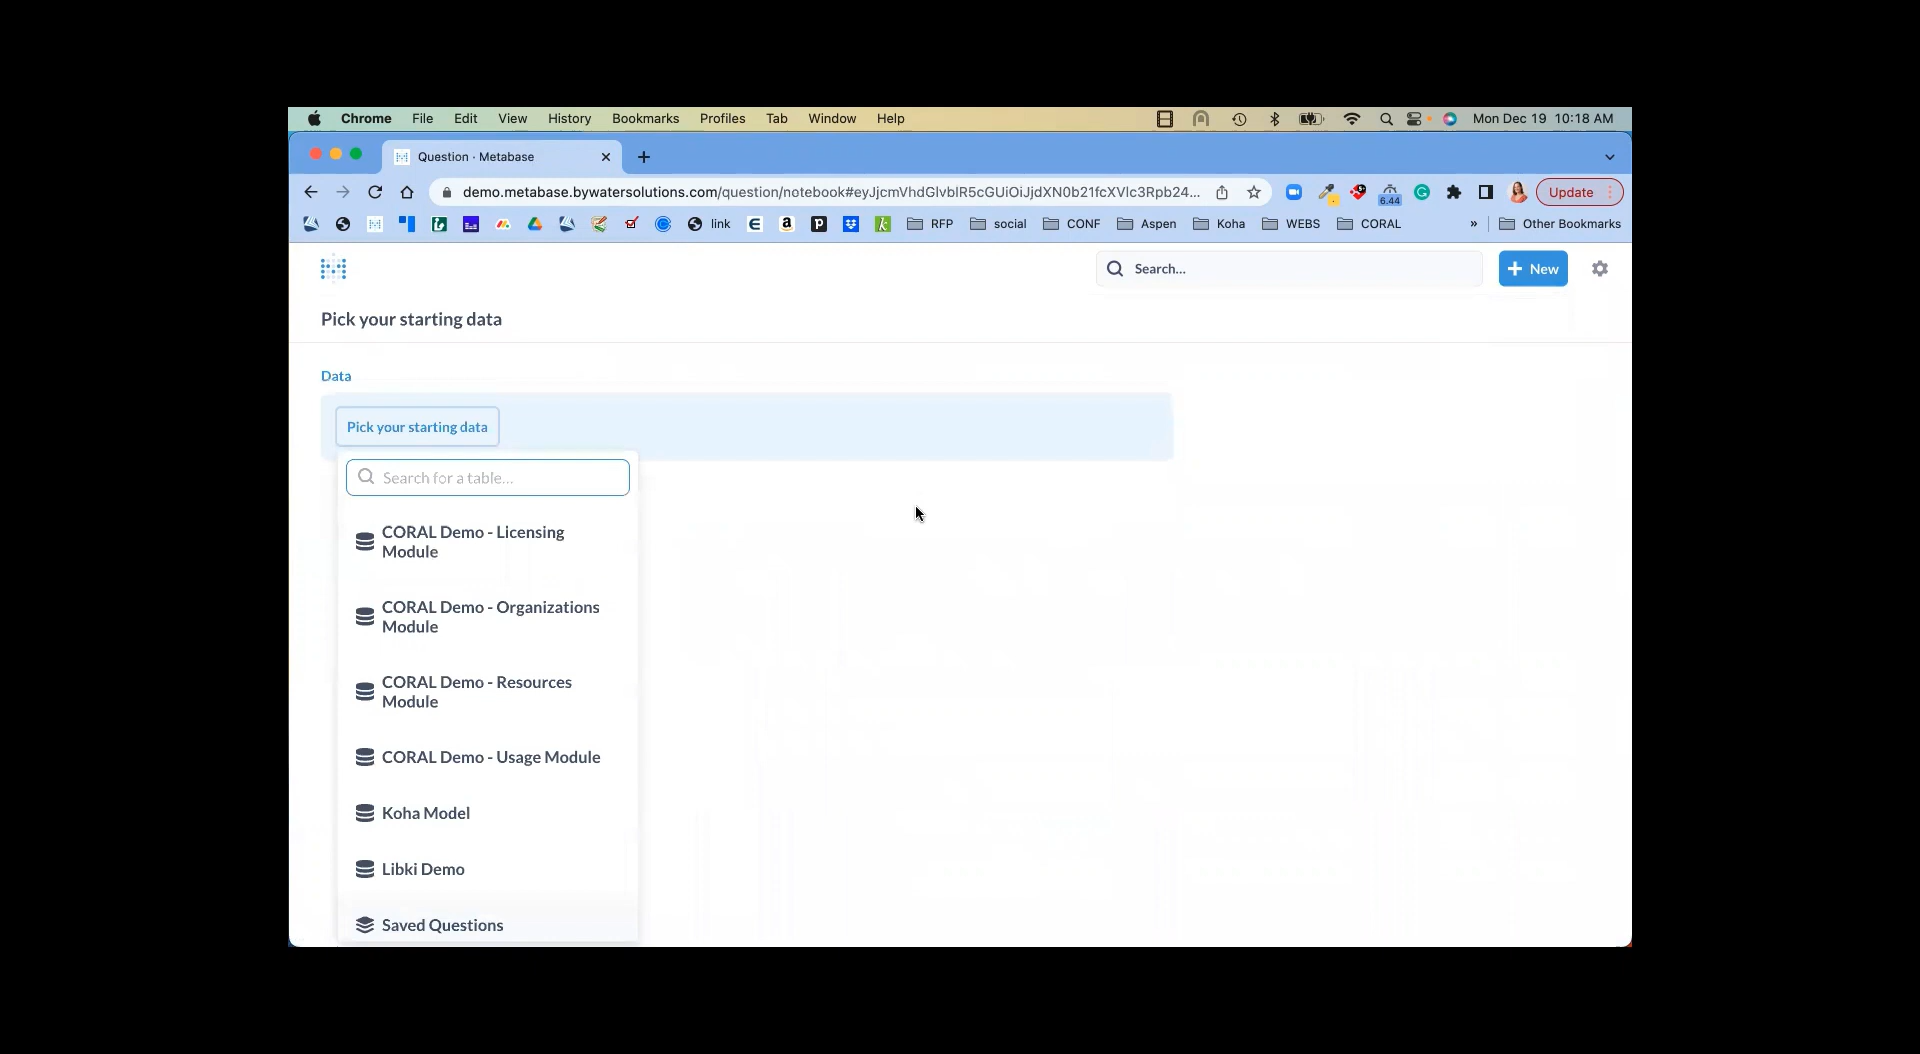 Chrome File Edit View History Bookmarks Profiles Tab Window Help Mon Dec 19 10:18 AM
Question · Metabase
demo.metabase.bywatersolutions.com/question/notebook#eyJjcmVhdGlvblR5cGUiOiJjdXN0b21fcXVlc3Rpb24... 6.44 Update
link RFP social CONF Aspen Koha WEBS CORAL » Other Bookmarks
Search... + New
Pick your starting data
Data
Pick your starting data
Search for a table...
CORAL Demo - Licensing
Module
CORAL Demo - Organizations
Module
CORAL Demo - Resources
Module
CORAL Demo - Usage Module
Koha Model
Libki Demo
Saved Questions